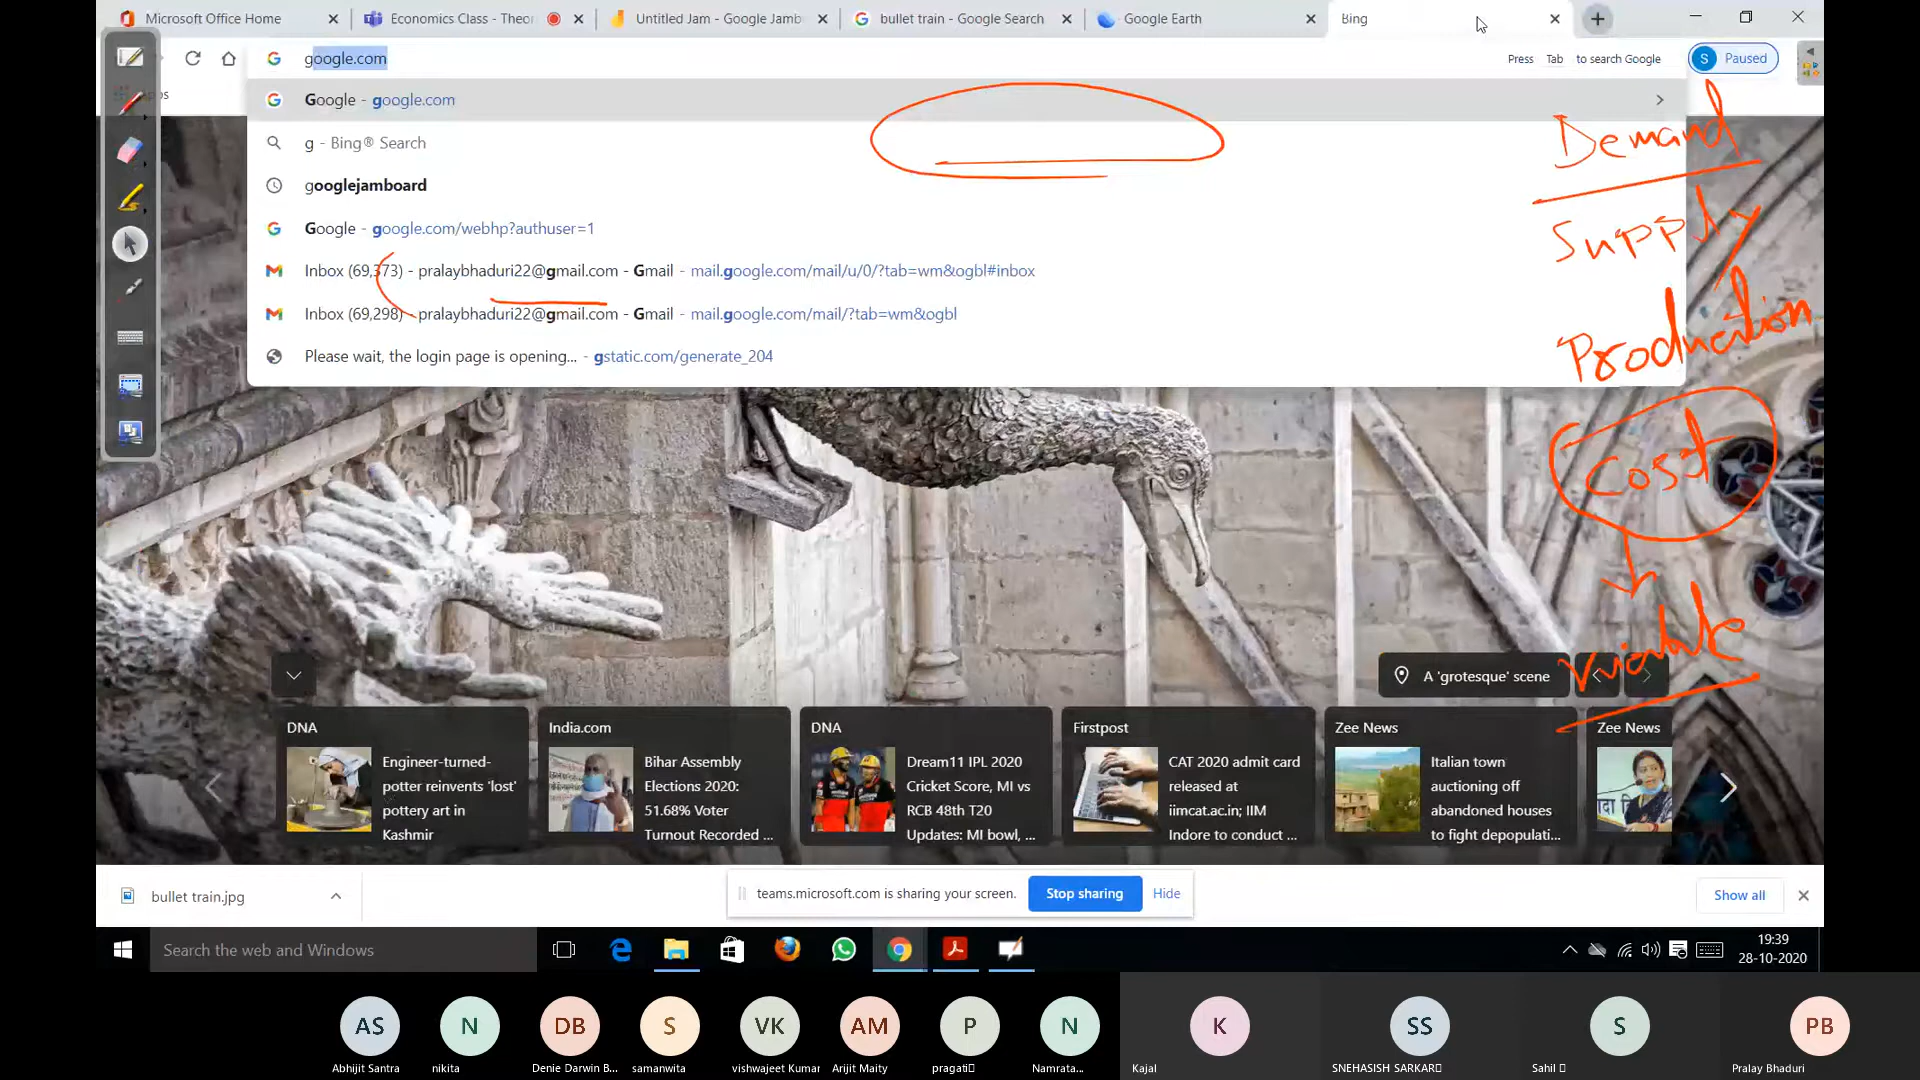 Microsoft Office Home
Economics Class - Theor
Untitled Jam - Google Jamb
bullet train - Google Search
Google Earth
Bing
google.com
Press Tab to search Google
S Paused
Google - google.com
g - Bing® Search
googlejamboard
Google - google.com/webhp?authuser=1
Inbox (69,373) - pralaybhaduri22@gmail.com - Gmail - mail.google.com/mail/u/0/?tab=wm&ogbl#inbox
Inbox (69,298) - pralaybhaduri22@gmail.com - Gmail - mail.google.com/mail/?tab=wm&ogbl
Please wait, the login page is opening... - gstatic.com/generate_204
Demand
Supply
Production
Cost
Viable
A 'grotesque' scene
DNA
Engineer-turned-
potter reinvents 'lost'
pottery art in
Kashmir
India.com
Bihar Assembly
Elections 2020:
51.68% Voter
Turnout Recorded ...
DNA
Dream11 IPL 2020
Cricket Score, MI vs
RCB 48th T20
Updates: MI bowl, ...
Firstpost
CAT 2020 admit card
released at
iimcat.ac.in; IIM
Indore to conduct ...
Zee News
Italian town
auctioning off
abandoned houses
to fight depopulati...
Zee News
bullet train.jpg
teams.microsoft.com is sharing your screen.
Stop sharing
Hide
Show all
Search the web and Windows
19:39
28-10-2020
AS
N
DB
S
VK
AM
P
N
K
SS
S
PB
Abhijit Santra
nikita
Denie Darwin B...
samanwita
vishwajeet Kumar
Arijit Maity
pragati
Namrata...
Kajal
SNEHASISH SARKAR
Sahil
Pralay Bhaduri